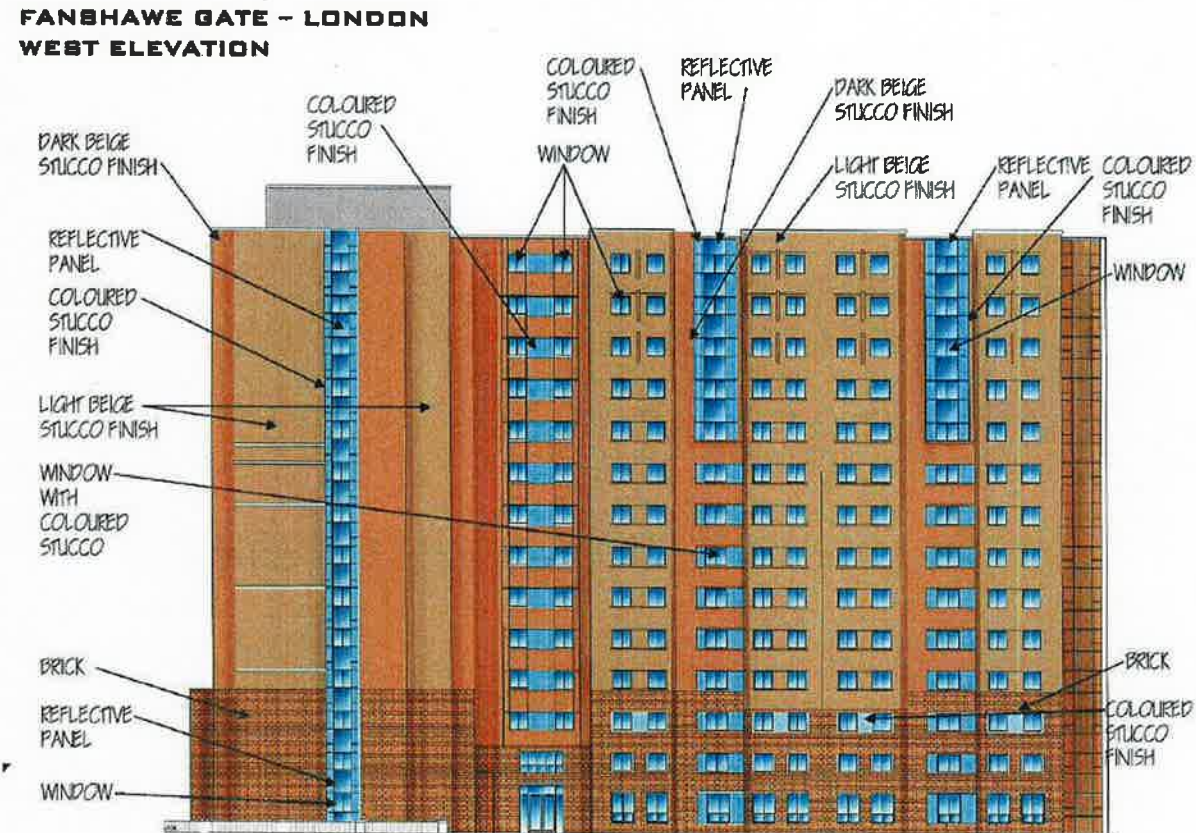 FANSHAWE GATE – LONDON
WEST ELEVATION
COLOURED
STUCCO
FINISH
REFLECTIVE
PANEL
DARK BEIGE
STUCCO FINISH
COLOURED
STUCCO
FINISH
DARK BEIGE
STUCCO FINISH
WINDOW
LIGHT BEIGE
STUCCO FINISH
REFLECTIVE
PANEL
COLOURED
STUCCO
FINISH
REFLECTIVE
PANEL
WINDOW
COLOURED
STUCCO
FINISH
LIGHT BEIGE
STUCCO FINISH
WINDOW
WITH
COLOURED
STUCCO
BRICK
BRICK
REFLECTIVE
PANEL
COLOURED
STUCCO
FINISH
WINDOW